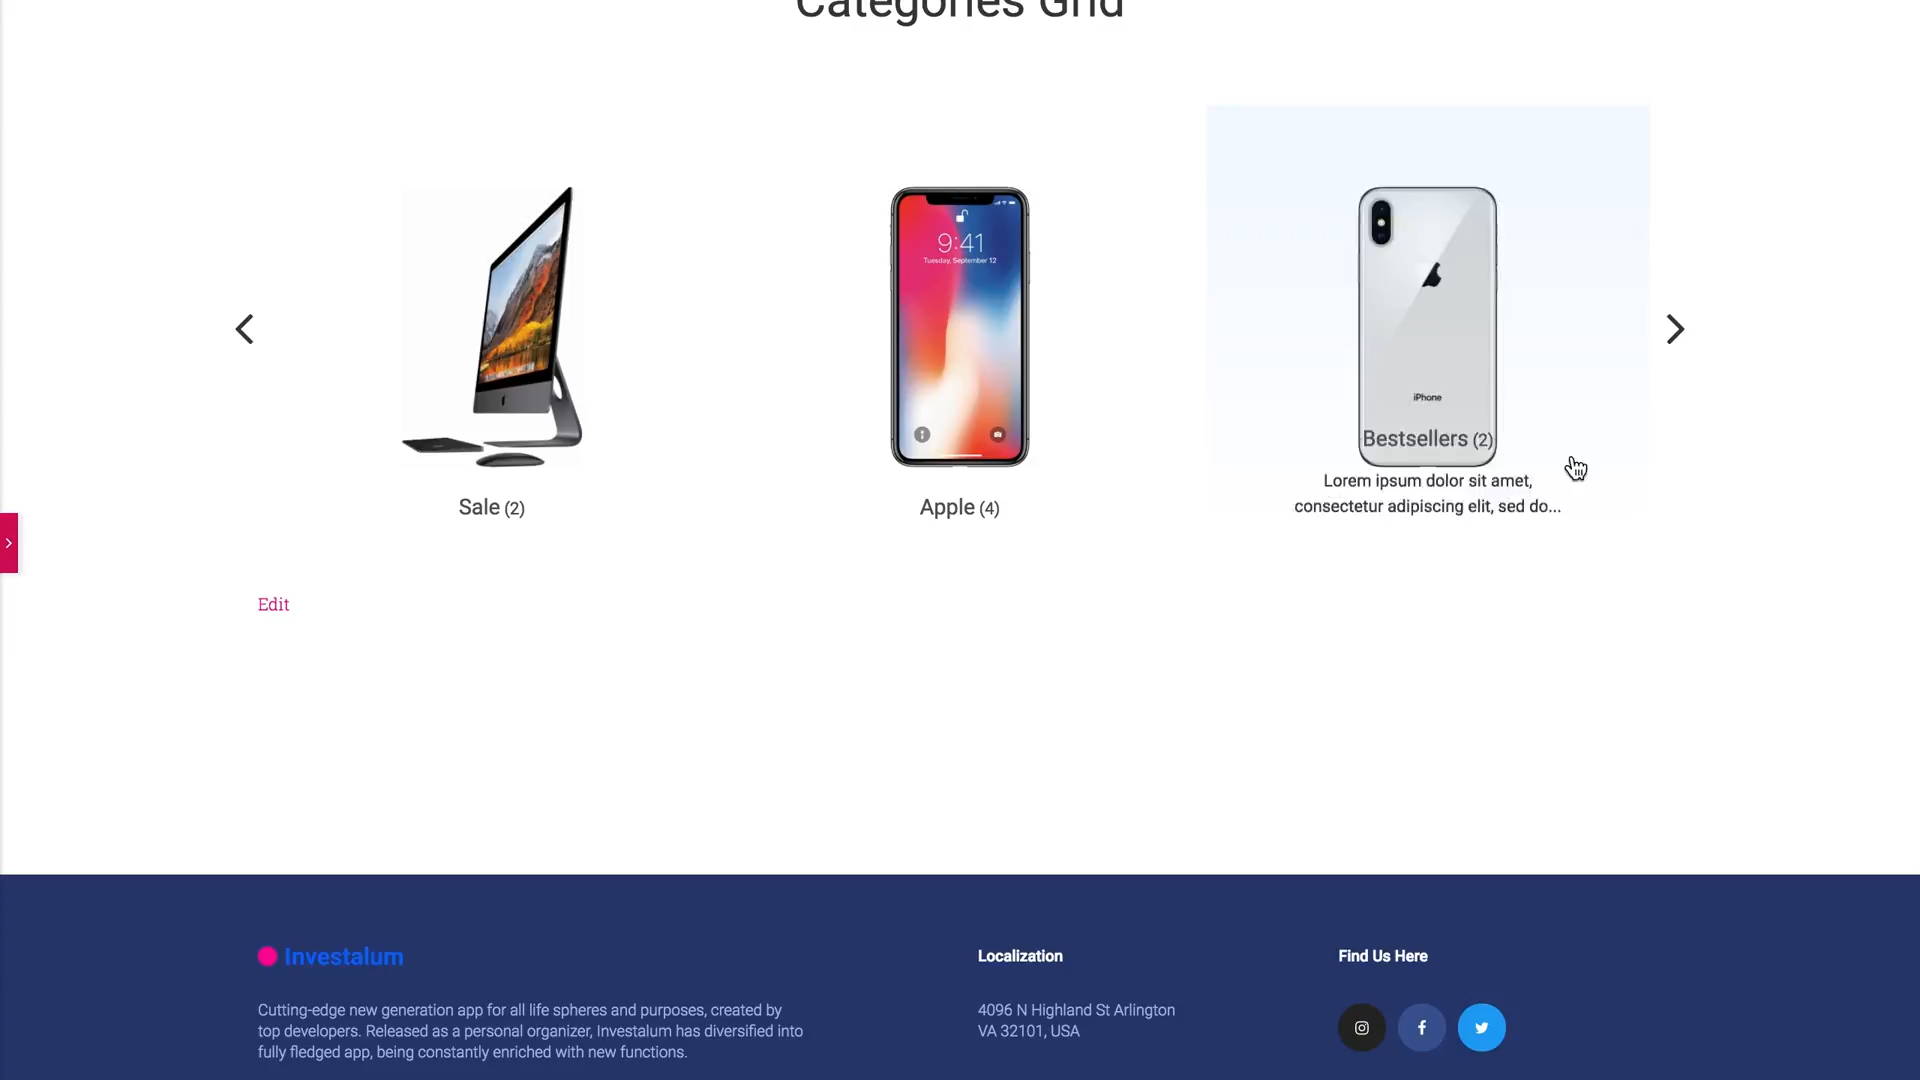 Categories Grid
9:41
Tuesday, September 12
iPhone
Bestsellers (2)
Lorem ipsum dolor sit amet,
consectetur adipiscing elit, sed do...
Sale (2)
Apple (4)
Edit
Investalum
Cutting-edge new generation app for all life spheres and purposes, created by
top developers. Released as a personal organizer, Investalum has diversified into
fully fledged app, being constantly enriched with new functions.
Localization
4096 N Highland St Arlington
VA 32101, USA
Find Us Here